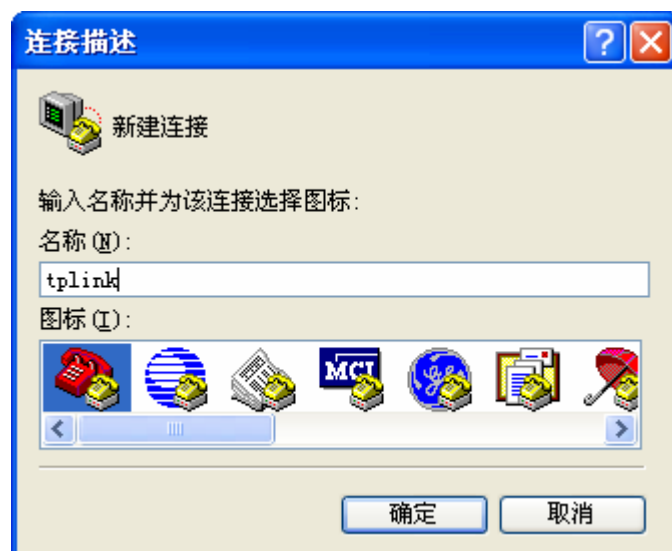 连接描述
新建连接
输入名称并为该连接选择图标:
名称(N):
tplink
图标(I):
MCI
确定
取消